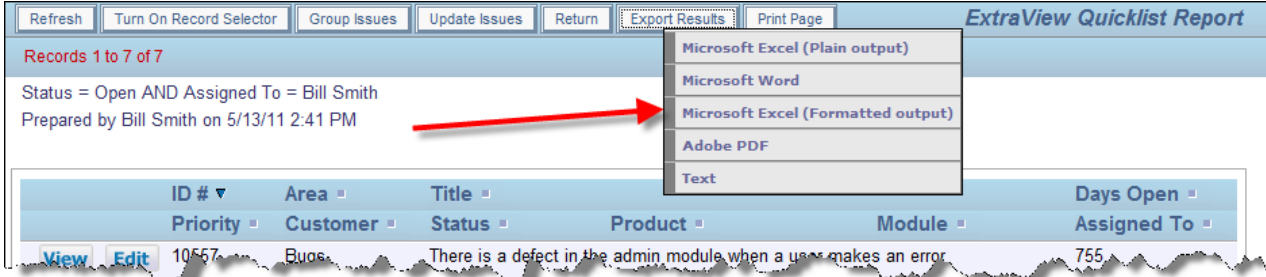 Refresh Turn On Record Selector Group Issues Update Issues Return Export Results Print Page ExtraView Quicklist Report
Records 1 to 7 of 7
Microsoft Excel (Plain output)
Microsoft Word
Microsoft Excel (Formatted output)
Adobe PDF
Text
Status = Open AND Assigned To = Bill Smith
Prepared by Bill Smith on 5/13/11 2:41 PM
ID # ▼ Area Title Days Open
Priority Customer Status Product Module Assigned To
View Edit 10557 Bugs There is a defect in the admin module when a user makes an error 755